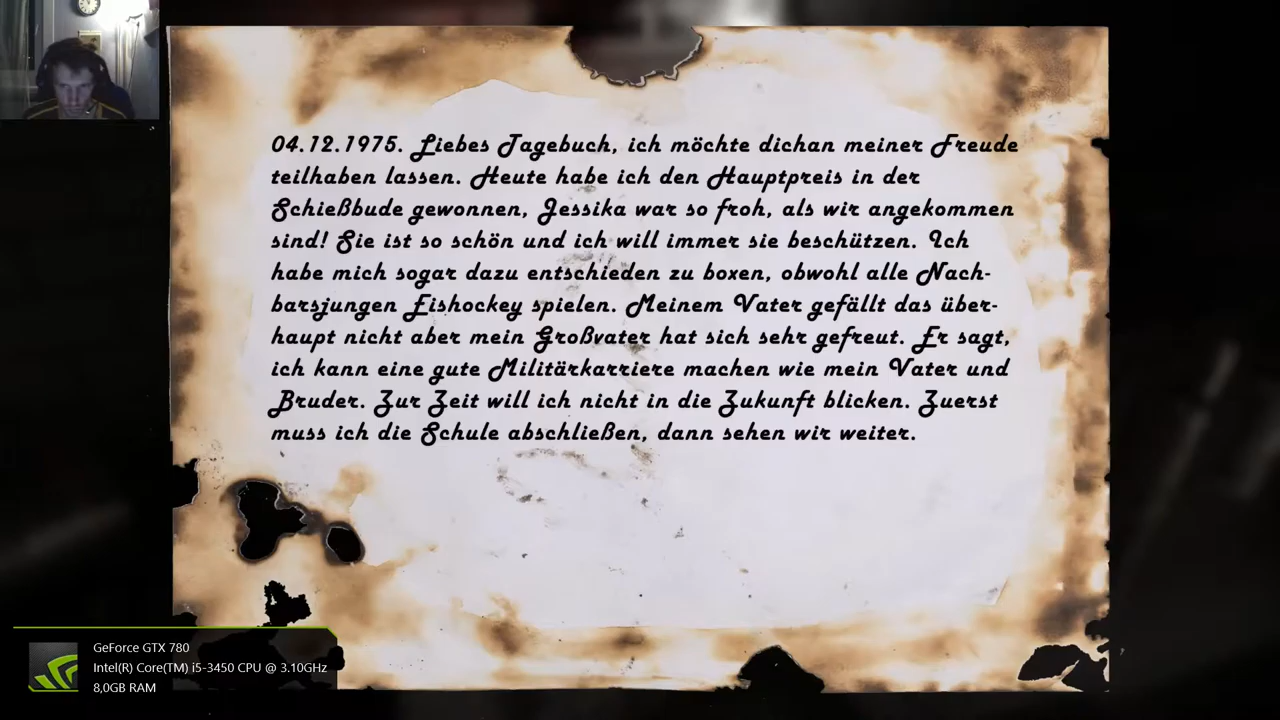 04.12.1975. Liebes Tagebuch, ich möchte dichan meiner Freude
teilhaben lassen. Heute habe ich den Hauptpreis in der
Schießbude gewonnen, Jessika war so froh, als wir angekommen
sind! Sie ist so schön und ich will immer sie beschützen. Ich
habe mich sogar dazu entschieden zu boxen, obwohl alle Nach-
barsjungen Eishockey spielen. Meinem Vater gefällt das über-
haupt nicht aber mein Großvater hat sich sehr gefreut. Er sagt,
ich kann eine gute Militärkarriere machen wie mein Vater und
Bruder. Zur Zeit will ich nicht in die Zukunft blicken. Zuerst
muss ich die Schule abschließen, dann sehen wir weiter.
GeForce GTX 780
Intel(R) Core(TM) i5-3450 CPU @ 3.10GHz
8,0GB RAM